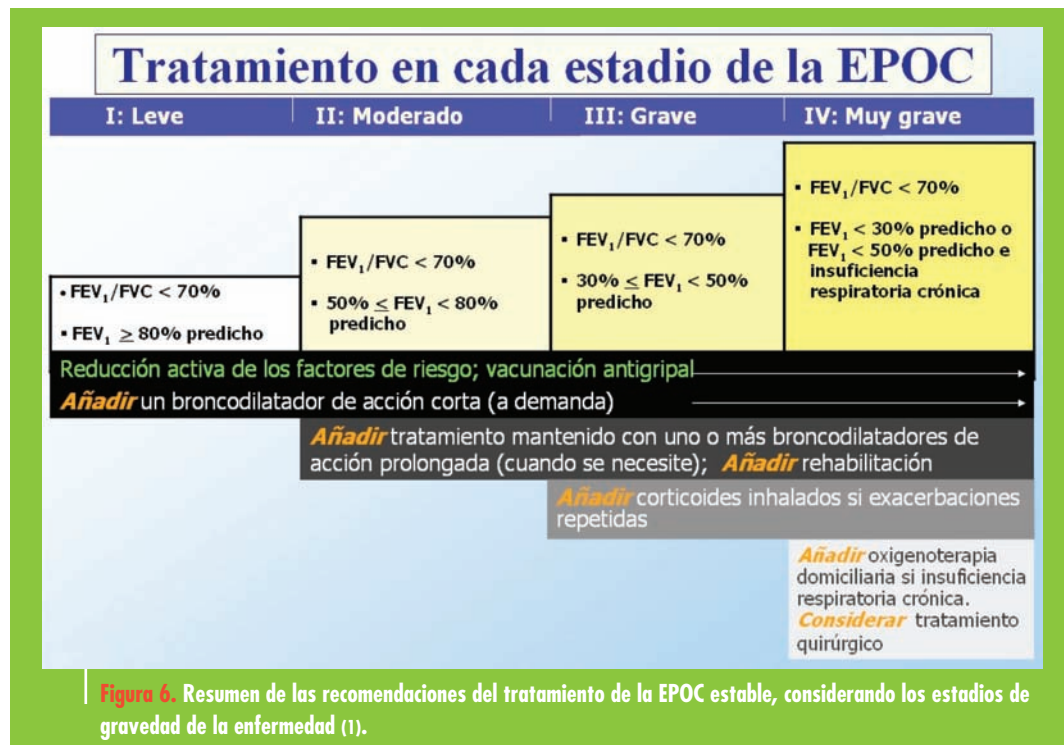 Tratamiento en cada estadio de la EPOC
I: Leve
II: Moderado
III: Grave
IV: Muy grave
• FEV₁/FVC < 70%
▪ FEV₁ ≥ 80% predicho
▪ FEV₁/FVC < 70%
▪ 50% ≤ FEV₁ < 80%
predicho
▪ FEV₁/FVC < 70%
▪ 30% ≤ FEV₁ < 50%
predicho
▪ FEV₁/FVC < 70%
▪ FEV₁ < 30% predicho o
FEV₁ < 50% predicho e
insuficiencia
respiratoria crónica
Reducción activa de los factores de riesgo; vacunación antigripal
Añadir un broncodilatador de acción corta (a demanda)
Añadir tratamiento mantenido con uno o más broncodilatadores de
acción prolongada (cuando se necesite); Añadir rehabilitación
Añadir corticoides inhalados si exacerbaciones
repetidas
Añadir oxigenoterapia
domiciliaria si insuficiencia
respiratoria crónica.
Considerar tratamiento
quirúrgico
Figura 6. Resumen de las recomendaciones del tratamiento de la EPOC estable, considerando los estadios de
gravedad de la enfermedad (1).